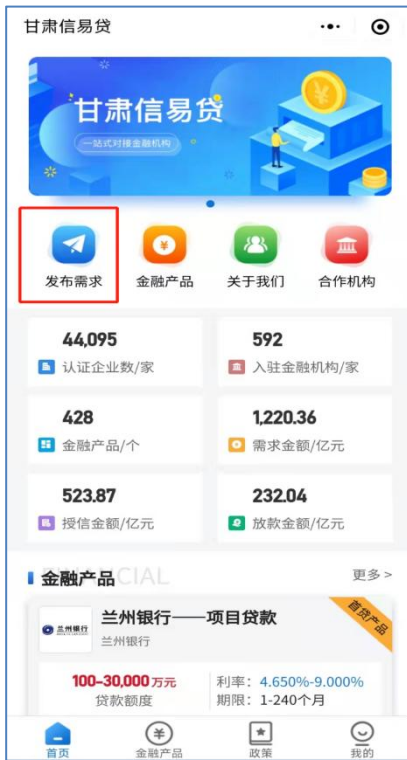 甘肃信易贷
甘肃信易贷
一站式对接金融机构
发布需求 金融产品 关于我们 合作机构
44,095 592
认证企业数/家 入驻金融机构/家
428 1,220.36
金融产品/个 需求金额/亿元
523.87 232.04
授信金额/亿元 放款金额/亿元
金融产品 CIAL 更多 >
首贷产品
兰州银行——项目贷款
兰州银行 兰州银行
100-30,000 万元 利率：4.650%-9.000%
贷款额度 期限：1-240个月
首页 金融产品 政策 我的